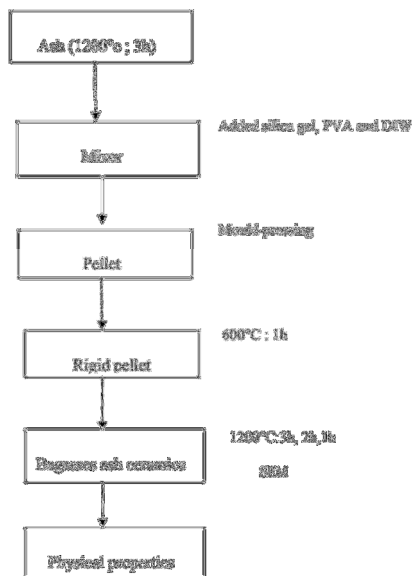 Ash (1200°c ; 3h)
Added silica gel, PVA and DIW
Mixer
Mould-pressing
Pellet
600°C : 1h
Rigid pellet
1200°C:3h, 2h,1h
Bagasses ash ceramics
SEM
Physical properties